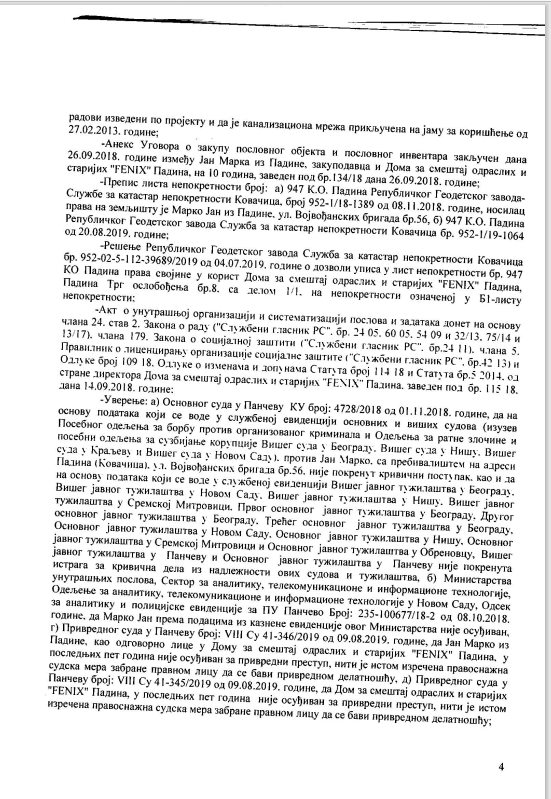 радови изведени по пројекту и да је канализациона мрежа прикључена на јаму за коришћење од
27.02.2013. године;
-Анекс Уговора о закупу пословног објекта и пословног инвентара закључен дана
26.09.2018. године између Јан Марка из Падине, закуподавца и Дома за смештај одраслих и
старијих "FENIX" Падина, на 10 година, заведен под бр.134/18 дана 26.09.2018. године;
-Препис листа непокретности број: а) 947 К.О. Падина Републичког Геодетског завода-
Службе за катастар непокретности Ковачица, број 952-1/18-1389 од 08.11.2018. године, носилац
права на земљишту је Марко Јан из Падине, ул. Војвођанских бригада бр.56, б) 947 К.О. Падина
Републичког Геодетског завода Служба за катастар непокретности Ковачица бр. 952-1/19-1064
од 20.08.2019. године;
-Решење Републичког Геодетског завода Служба за катастар непокретности Ковачица
бр. 952-02-5-112-39689/2019 од 04.07.2019. године о дозволи уписа у лист непокретности бр. 947
КО Падина права својине у корист Дома за смештај одраслих и старијих "FENIX" Падина,
Падина Трг ослобођења бр.8, са делом 1/1, на непокретности означеној у Б1-листу
непокретности:
-Акт о унутрашњој организацији и систематизацији послова и задатака донет на основу
члана 24. став 2. Закона о раду ("Службени гласник РС". бр. 24 05. 60 05, 54 09 и 32/13, 75/14 и
13/17). члана 179. Закона о социјалној заштити ("Службени гласник РС". бр.24 11). члана 5.
Правилник о лиценцирању организације социјалне заштите ("Службени гласник РС". бр.42 13) и
Одлуке број 109 18. Одлуке о изменама и допунама Статута број 114 18 и Статута бр.5 2014. од
стране директора Дома за смештај одраслих и старијих "FENIX" Падина. заведен под бр. 115 18.
дана 14.09.2018. године:
-Уверење: а) Основног суда у Панчеву КУ број: 4728/2018 од 01.11.2018. године, да на
основу података који се воде у службеној евиденцији основних и виших судова (изузев
Посебног одељења за борбу против организованог криминала и Одељења за ратне злочине и
посебни одељења за сузбијање корупције Вишег суда у Београду. Вишег суда у Нишу. Вишег
суда у Краљеву и Вишег суда у Новом Саду). против Јан Марко, са пребивалиштем на адреси
Падина (Ковачица). ул. Војвођанских бригада бр.56, није покренут кривични поступак. као и да
на основу података који се воде у службеној евиденцији Вишег јавног тужилаштва у Београду.
Вишег јавног тужилаштва у Новом Саду. Вишег јавног тужилаштва у Нишу. Вишег јавног
тужилаштва у Сремској Митровици. Првог основног јавног тужилаштва у Београду. Другог
основног јавног тужилаштва у Београду. Трећег основног јавног тужилаштва у Београду,
Основног јавног тужилаштва у Новом Саду, Основног јавног тужилаштва у Нишу, Основног
јавног тужилаштва у Сремској Митровици и Основног јавног тужилаштва у Обреновцу, Вишег
јавног тужилаштва у Панчеву и Основног јавног тужилаштва у Панчеву није покренута
истрага за кривична дела из надлежности ових судова и тужилаштва, б) Министарства
унутрашњих послова, Сектор за аналитику, телекомуникационе и информационе технологије,
Одељење за аналитику, телекомуникационе и информационе технологије у Новом Саду, Одсек
за аналитику и полицијске евиденције за ПУ Панчево Број: 235-100677/18-2 од 08.10.2018.
године, да Марко Јан према подацима из казнене евиденције овог Министарства није осуђиван,
г) Привредног суда у Панчеву број: VIII Су 41-346/2019 од 09.08.2019. године, да Јан Марко из
Падине, као одговорно лице у Дому за смештај одраслих и старијих "FENIX" Падина, у
последњих пет година није осуђиван за привредни преступ, нити је истом изречена правоснажна
судска мера забране правном лицу да се бави привредном делатношћу, д) Привредног суда у
Панчеву број: VIII Су 41-345/2019 од 09.08.2019. године, да Дом за смештај одраслих и старијих
"FENIX" Падина, у последњих пет година није осуђиван за привредни преступ, нити је истом
изречена правоснажна судска мера забране правном лицу да се бави привредном делатношћу;
4